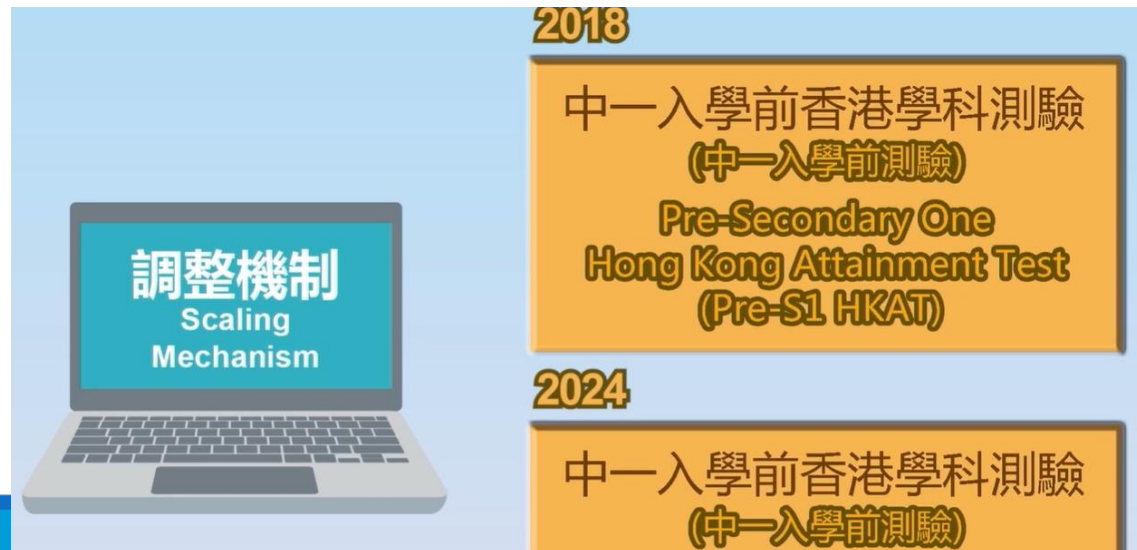 調整機制
Scaling
Mechanism
2018
中一入學前香港學科測驗
(中一入學前測驗)
Pre-Secondary One
Hong Kong Attainment Test
(Pre-S1 HKAT)
2024
中一入學前香港學科測驗
(中一入學前測驗)